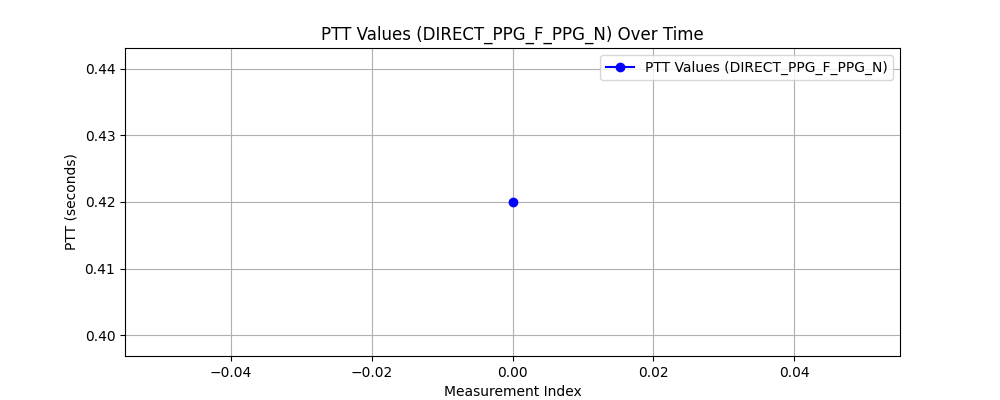 PTT Values (DIRECT_PPG_F_PPG_N) Over Time
PTT Values (DIRECT_PPG_F_PPG_N)
PTT (seconds)
0.44
0.43
0.42
0.41
0.40
−0.04
−0.02
0.00
0.02
0.04
Measurement Index